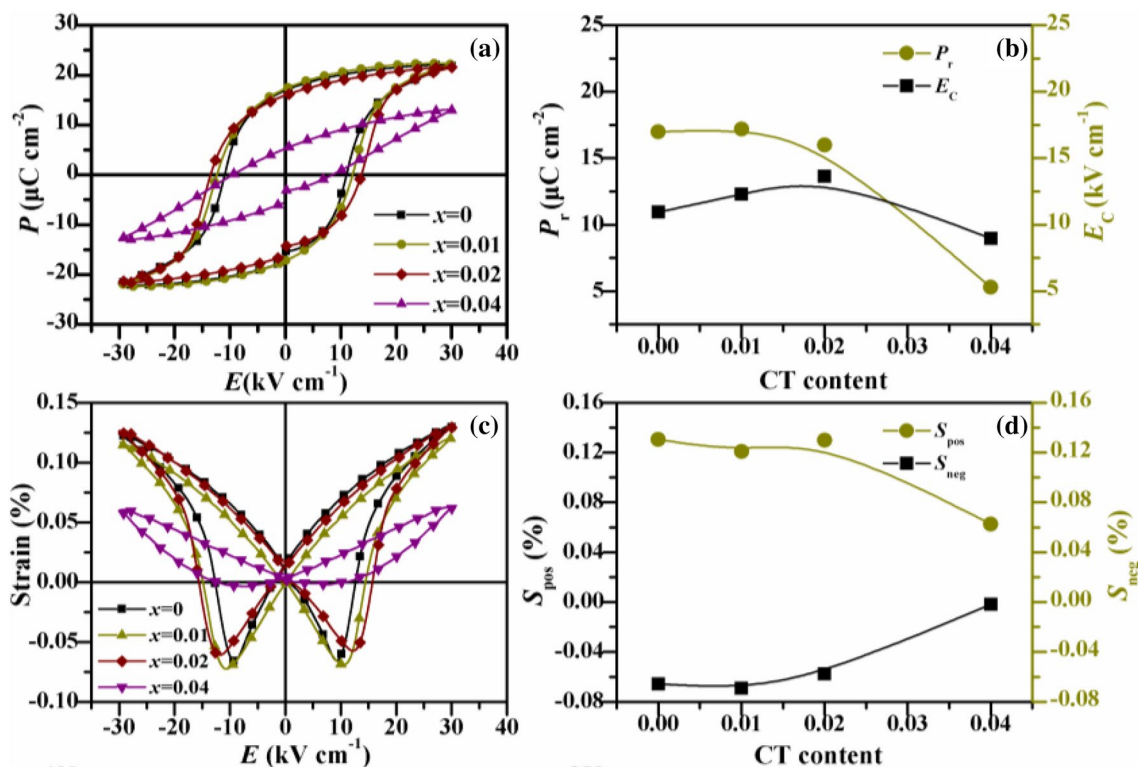 30
20
10
0
-10
-20
-30
P (μC cm-2)
(a)
x=0
x=0.01
x=0.02
x=0.04
-30 -20 -10 0 10 20 30 40
E(kV cm-1)
25
20
15
10
5
Pr (μC cm-2)
(b)
Pr
EC
25
20
15
10
5
EC (kV cm-1)
0.00 0.01 0.02 0.03 0.04
CT content
0.15
0.10
0.05
0.00
-0.05
-0.10
Strain (%)
(c)
x=0
x=0.01
x=0.02
x=0.04
-30 -20 -10 0 10 20 30 40
E (kV cm-1)
0.16
0.12
0.08
0.04
0.00
-0.04
-0.08
Spos (%)
(d)
Spos
Sneg
0.16
0.12
0.08
0.04
0.00
-0.04
-0.08
Sneg (%)
0.00 0.01 0.02 0.03 0.04
CT content